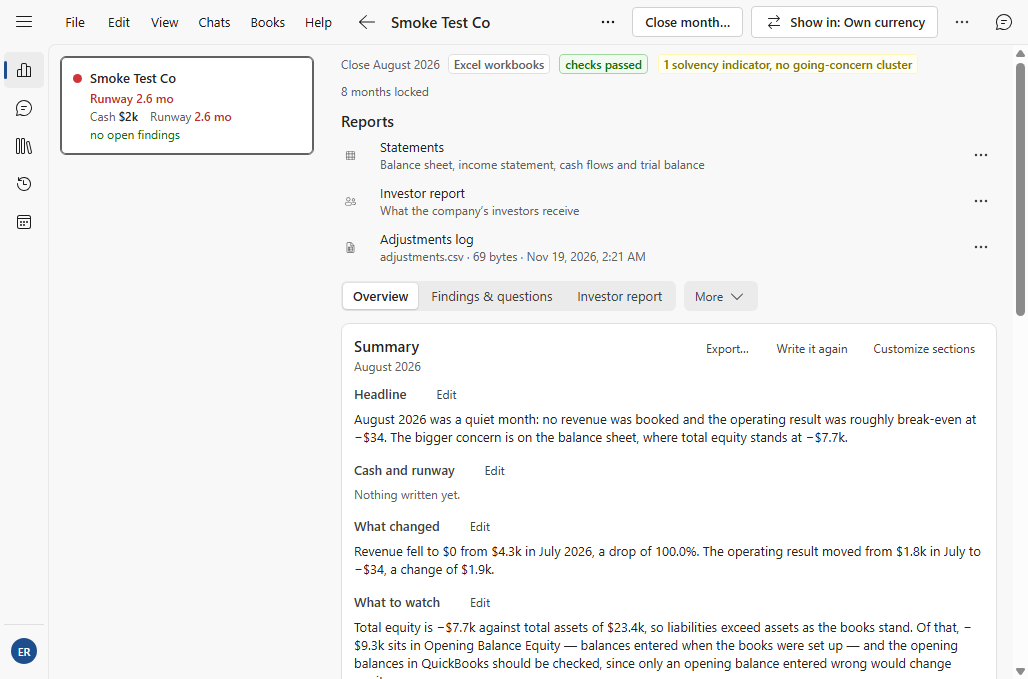 File Edit View Chats Books Help Smoke Test Co Close month... Show in: Own currency
Smoke Test Co
Runway 2.6 mo
Cash $2k Runway 2.6 mo
no open findings
ER
Close August 2026 Excel workbooks checks passed 1 solvency indicator, no going-concern cluster
8 months locked
Reports
Statements
Balance sheet, income statement, cash flows and trial balance
Investor report
What the company's investors receive
Adjustments log
adjustments.csv · 69 bytes · Nov 19, 2026, 2:21 AM
Overview Findings & questions Investor report More
Summary Export... Write it again Customize sections
August 2026
Headline Edit
August 2026 was a quiet month: no revenue was booked and the operating result was roughly break-even at
−$34. The bigger concern is on the balance sheet, where total equity stands at −$7.7k.
Cash and runway Edit
Nothing written yet.
What changed Edit
Revenue fell to $0 from $4.3k in July 2026, a drop of 100.0%. The operating result moved from $1.8k in July to
−$34, a change of $1.9k.
What to watch Edit
Total equity is −$7.7k against total assets of $23.4k, so liabilities exceed assets as the books stand. Of that, −
$9.3k sits in Opening Balance Equity — balances entered when the books were set up — and the opening
balances in QuickBooks should be checked, since only an opening balance entered wrong would change